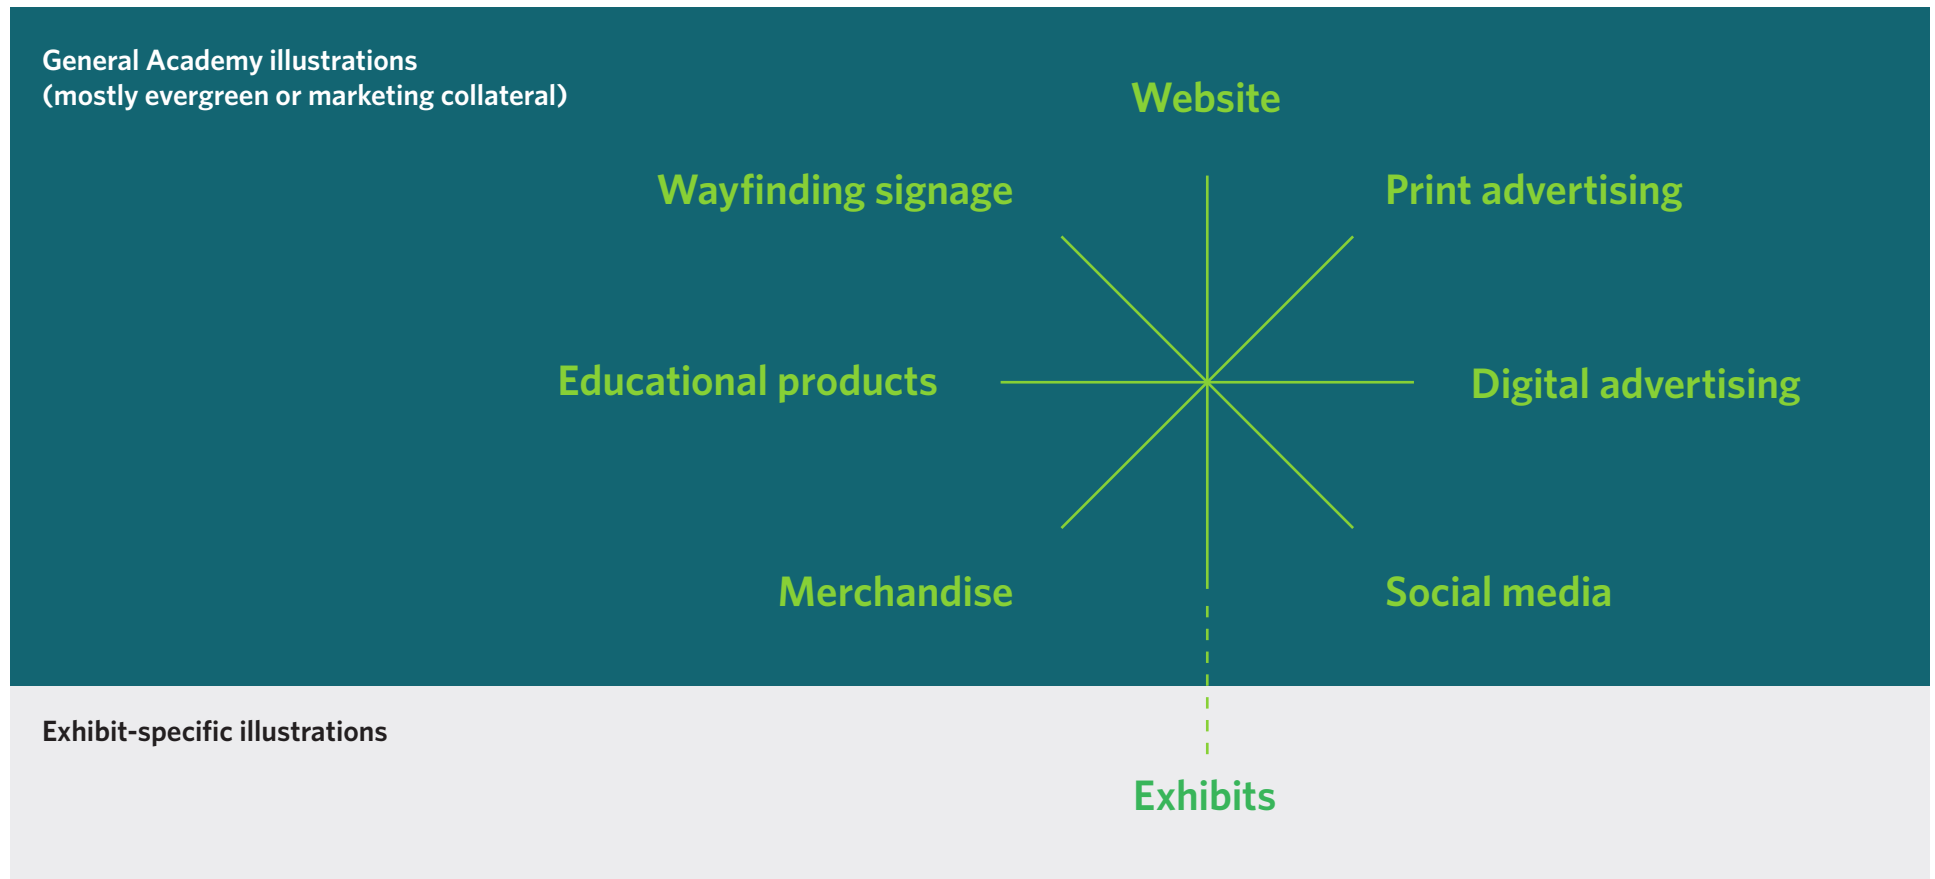 General Academy illustrations
(mostly evergreen or marketing collateral)
Website
Wayfinding signage
Print advertising
Educational products
Digital advertising
Merchandise
Social media
Exhibit-specific illustrations
Exhibits